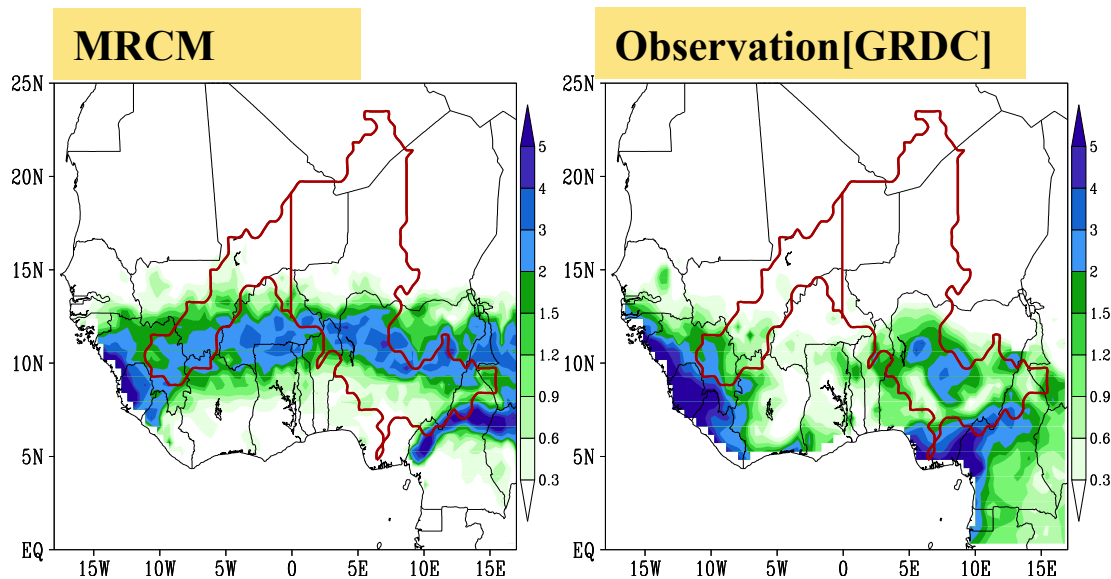 MRCM
Observation[GRDC]
25N
20N
15N
10N
5N
EQ
15W
10W
5W
0
5E
10E
15E
5
4
3
2
1.5
1.2
0.9
0.6
0.3
25N
20N
15N
10N
5N
EQ
15W
10W
5W
0
5E
10E
15E
5
4
3
2
1.5
1.2
0.9
0.6
0.3